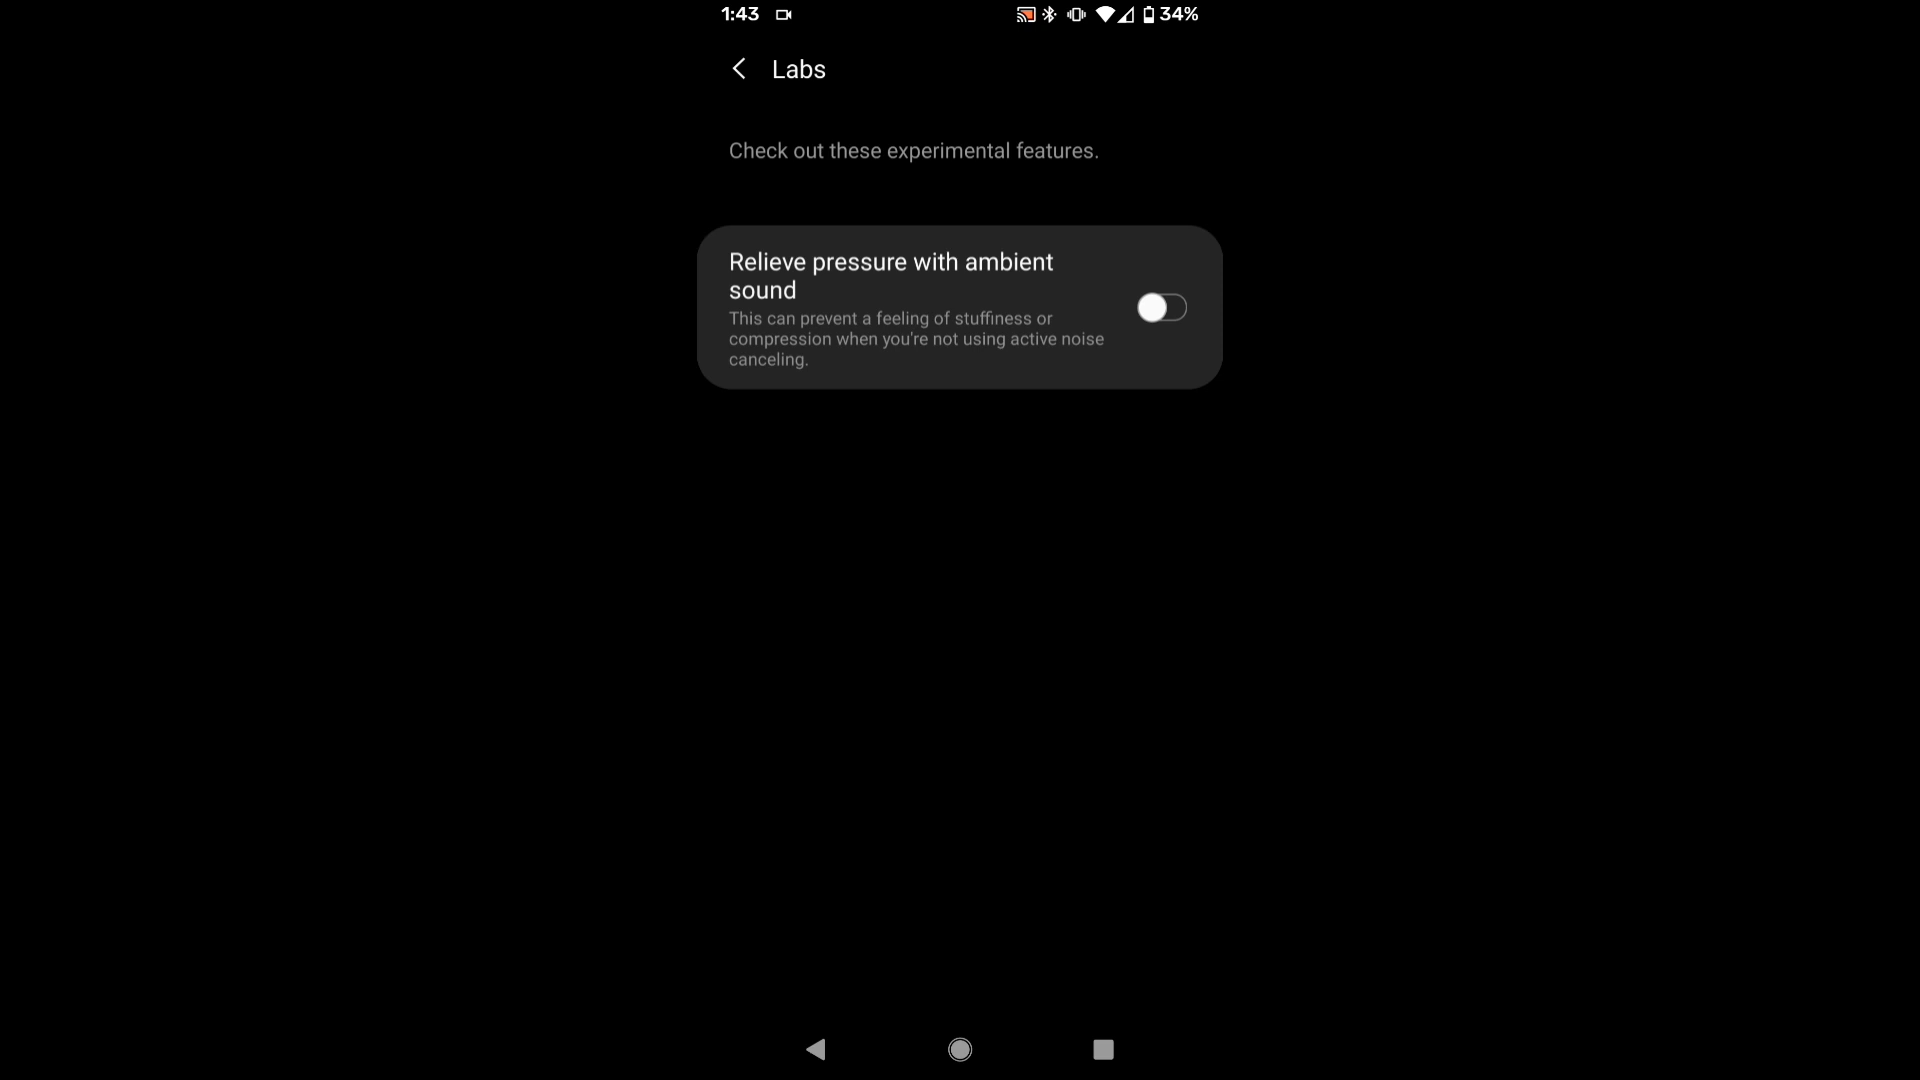 1:43
34%
Labs
Check out these experimental features.
Relieve pressure with ambient
sound
This can prevent a feeling of stuffiness or
compression when you're not using active noise
canceling.